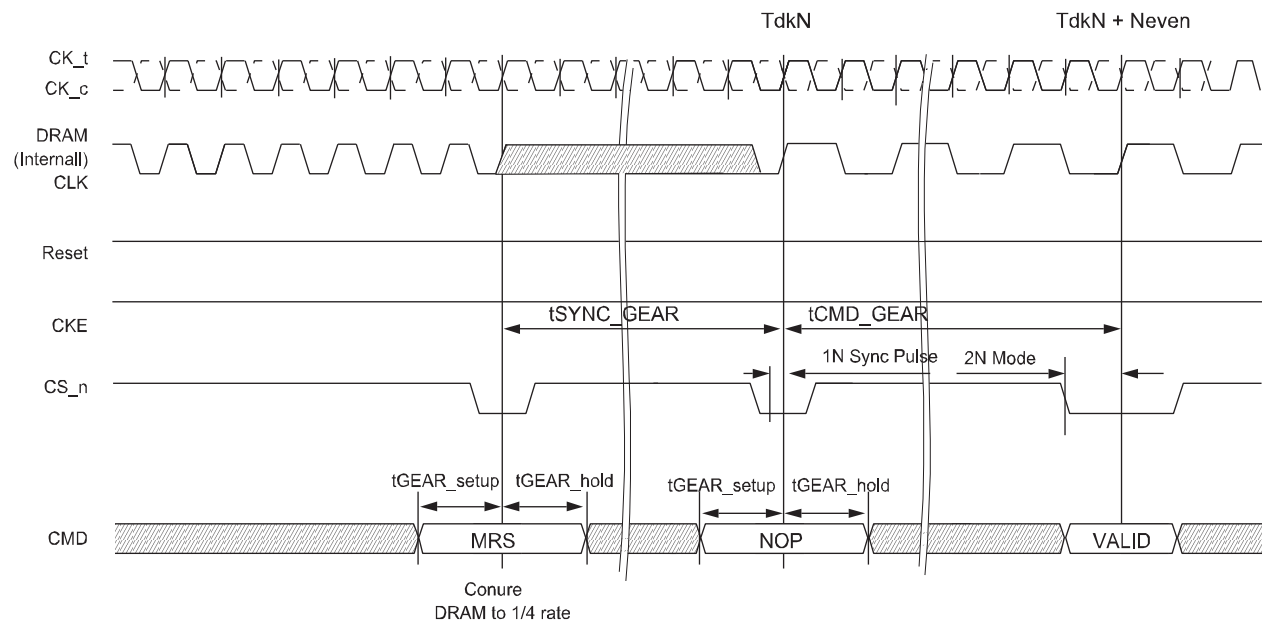 TdkN
TdkN + Neven
CK_t
CK_c
DRAM
(Internall)
CLK
Reset
CKE
tSYNC_GEAR
tCMD_GEAR
1N Sync Pulse
2N Mode
CS_n
tGEAR_setup
tGEAR_hold
tGEAR_setup
tGEAR_hold
CMD
MRS
NOP
VALID
Conure
DRAM to 1/4 rate